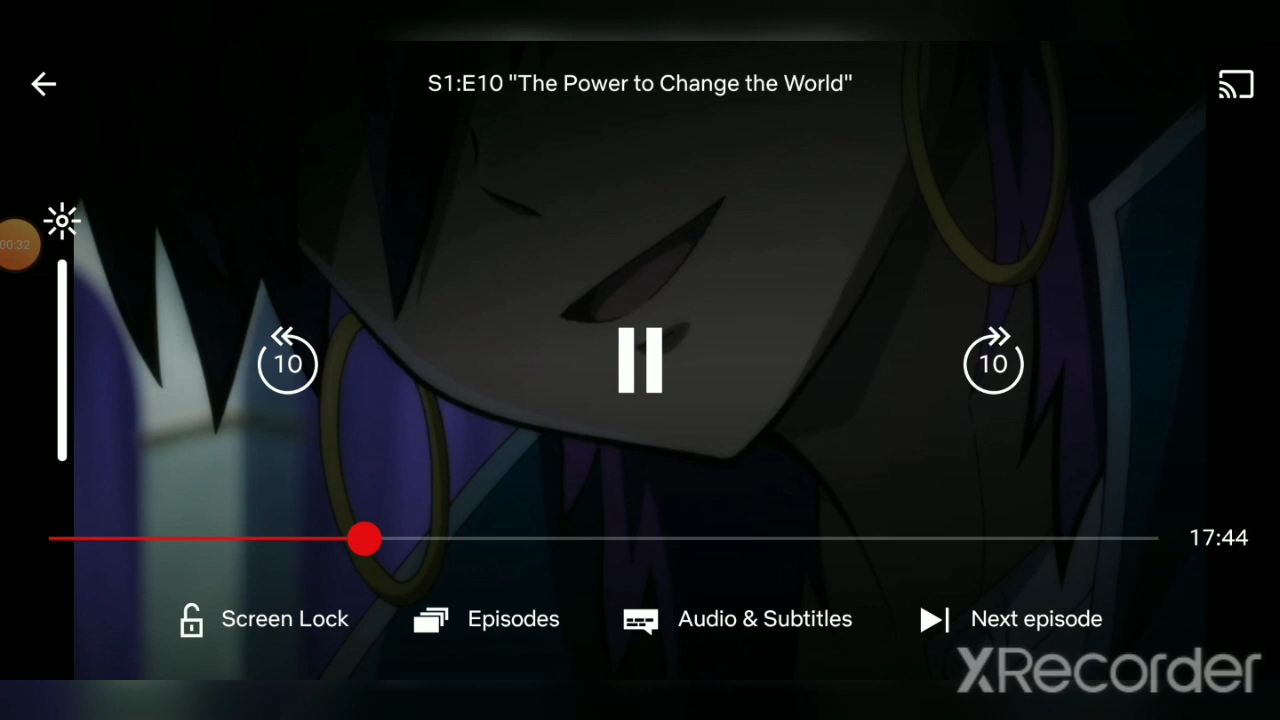 S1:E10 "The Power to Change the World"
00:32
10
10
17:44
Screen Lock
Episodes
Audio & Subtitles
Next episode
XRecorder